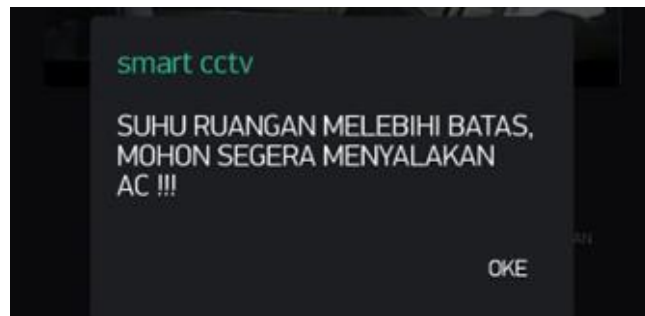 smart cctv
SUHU RUANGAN MELEBIHI BATAS,
MOHON SEGERA MENYALAKAN
AC !!!
OKE